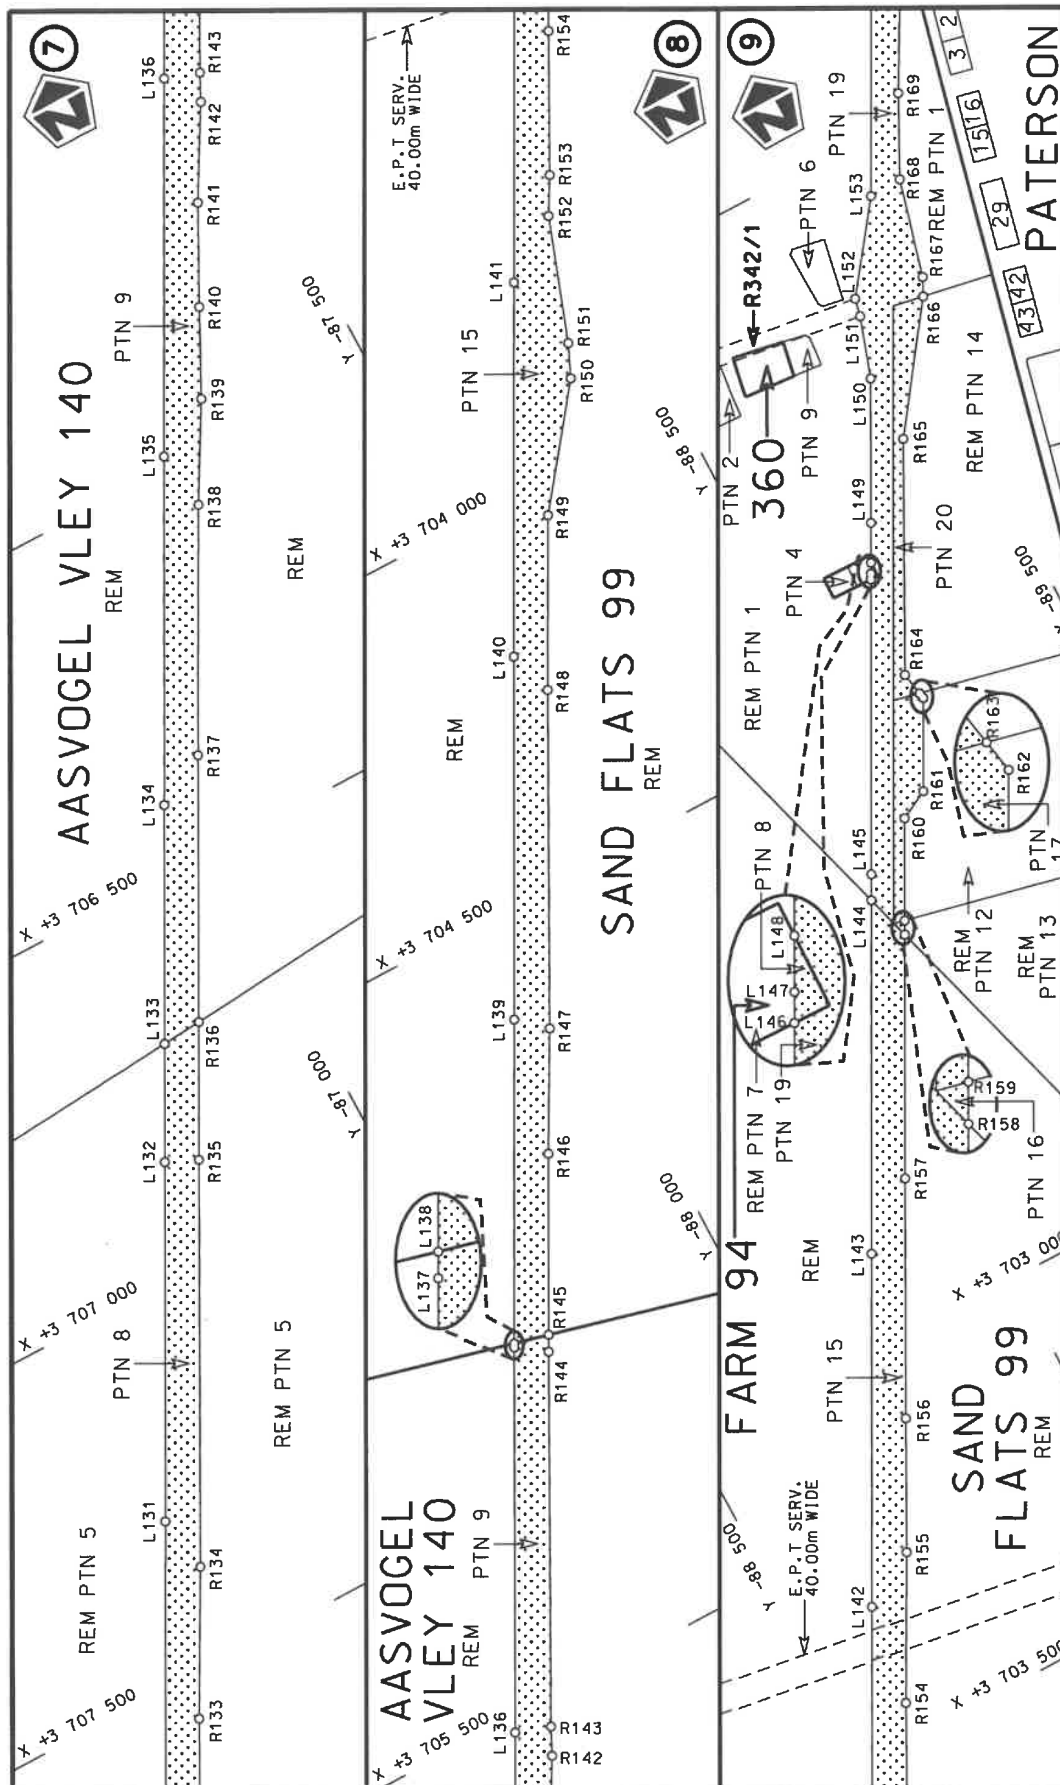 7
AASVOGEL VLEY 140
REM
REM
REM PTN 5
REM PTN 5
PTN 8
PTN 9
X +3 707 500
X +3 707 000
X +3 706 500
Y -87 000
Y -87 500
L131
L132
L133
L134
L135
L136
R133
R134
R135
R136
R137
R138
R139
R140
R141
R142
R143
8
AASVOGEL
VLEY 140
REM
PTN 9
SAND FLATS 99
REM
REM
PTN 15
E.P.T SERV.
40.00m WIDE
X +3 705 500
X +3 704 500
X +3 704 000
Y -88 000
Y -88 500
L136
L137
L138
L139
L140
L141
R142
R143
R144
R145
R146
R147
R148
R149
R150
R151
R152
R153
R154
9
FARM 94
REM
360
R342/1
PTN 2
PTN 9
PTN 6
PTN 19
PTN 4
REM PTN 1
PTN 8
REM PTN 7
PTN 19
PTN 15
E.P.T SERV.
40.00m WIDE
Y -88 500
Y -89 500
X +3 703 500
X +3 703 000
SAND
FLATS 99
REM
PTN 16
REM
PTN 12
REM
PTN 13
PTN
17
PTN 20
REM PTN 14
REM PTN 1
PATERSON
43
42
29
15
16
3
2
L142
L143
L144
L145
L146
L147
L148
L149
L150
L151
L152
L153
R154
R155
R156
R157
R158
R159
R160
R161
R162
R163
R164
R165
R166
R167
R168
R169